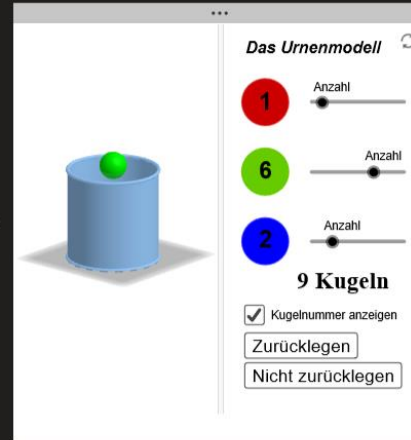 Das Urnenmodell
Anzahl
1
Anzahl
6
Anzahl
2
9 Kugeln
Kugelnummer anzeigen
Zurücklegen
Nicht zurücklegen